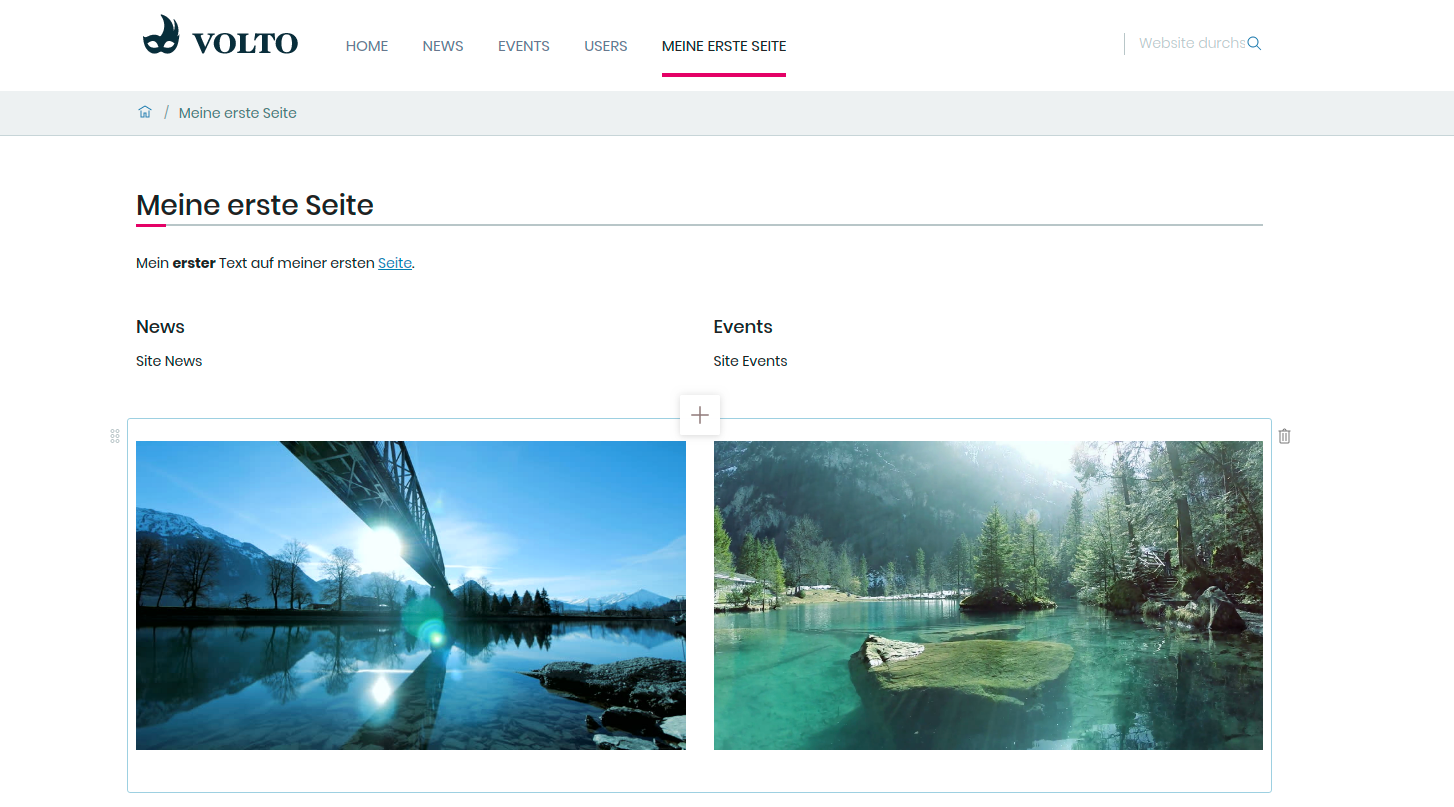 VOLTO
HOME NEWS EVENTS USERS MEINE ERSTE SEITE
Website durchs
/ Meine erste Seite
Meine erste Seite
Mein erster Text auf meiner ersten Seite.
News
Site News
Events
Site Events